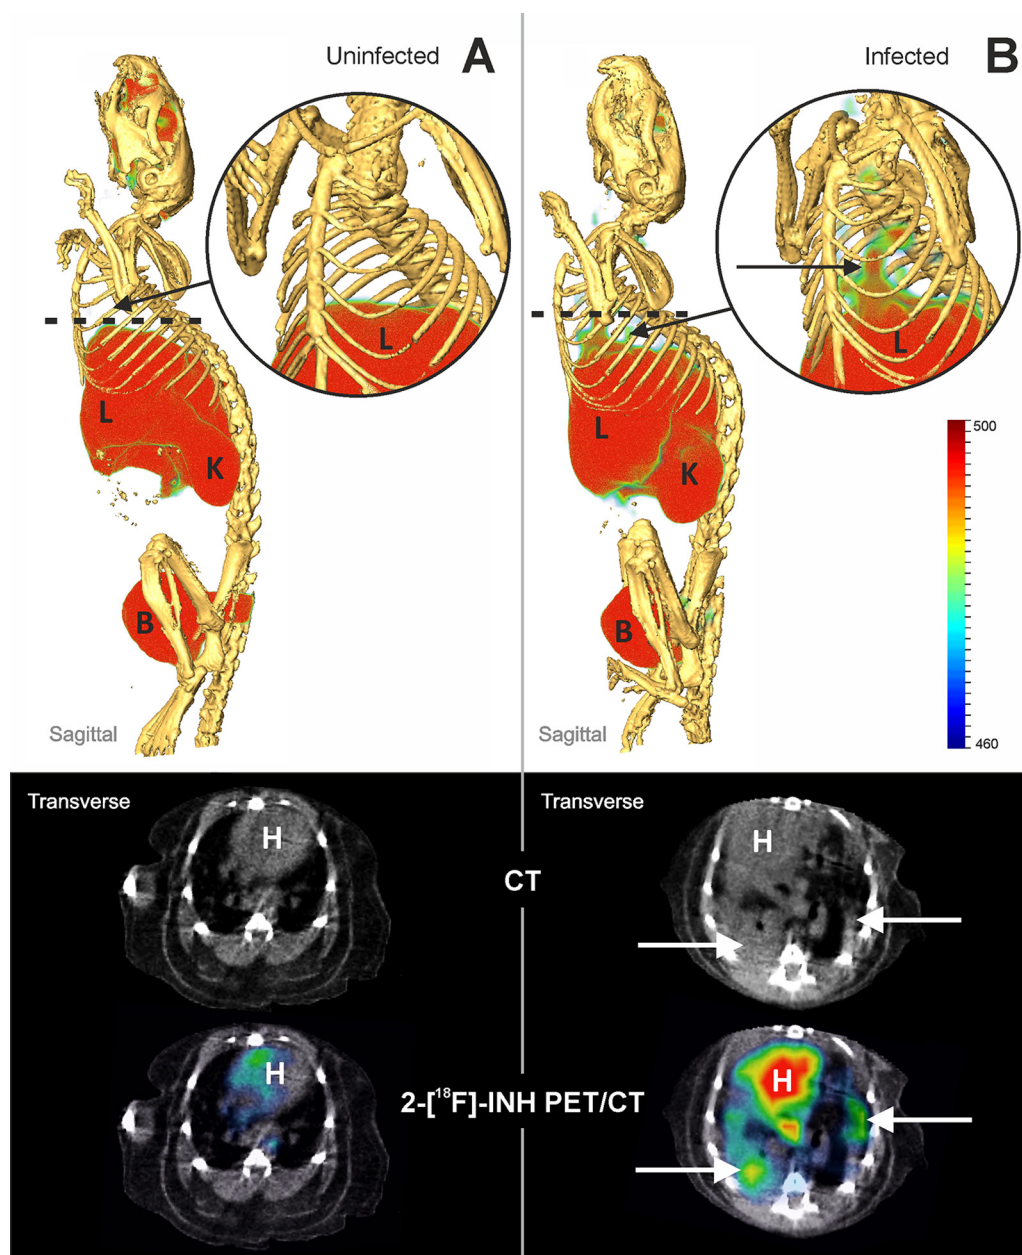 Uninfected A
L
L
K
B
Sagittal
Infected B
L
L
K
B
500
460
Sagittal
Transverse
H
Transverse
H
CT
H
H
2-[¹⁸F]-INH PET/CT